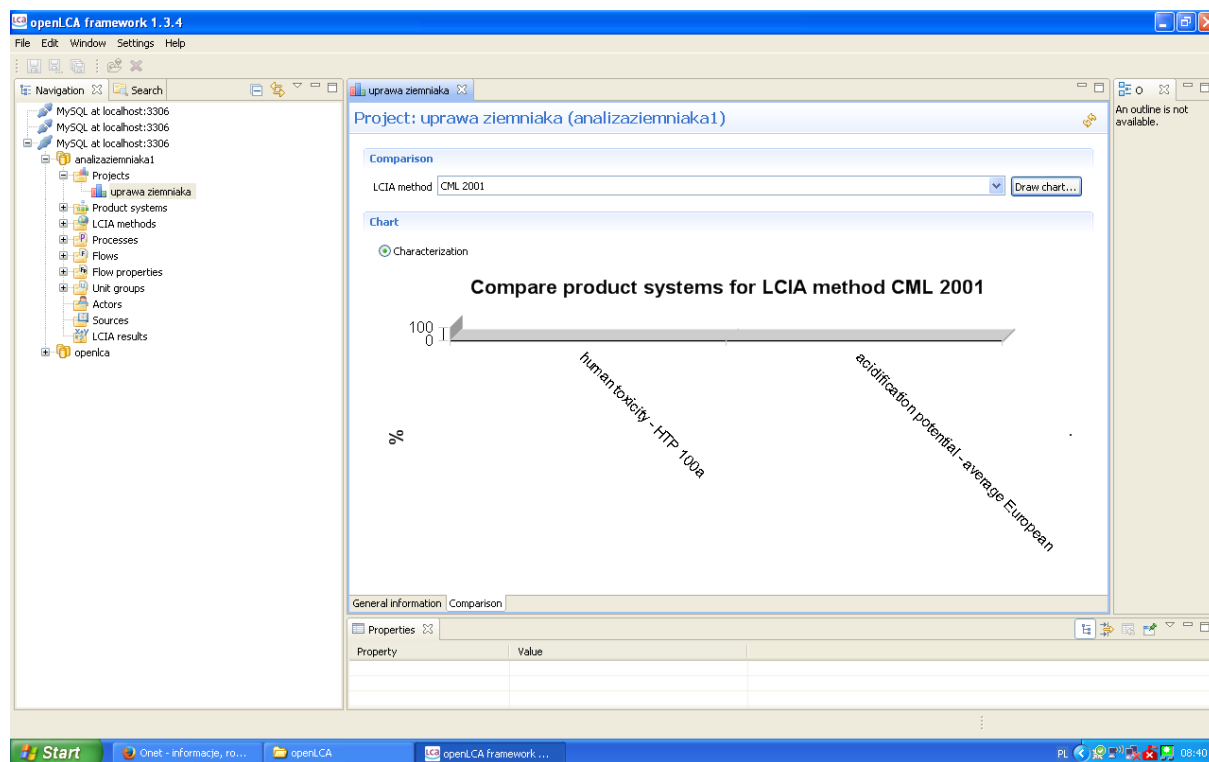 openLCA framework 1.3.4
File Edit Window Settings Help
Navigation Search
MySQL at localhost:3306
MySQL at localhost:3306
MySQL at localhost:3306
analizaziemniaka1
Projects
uprawa ziemniaka
Product systems
LCIA methods
Processes
Flows
Flow properties
Unit groups
Actors
Sources
LCIA results
openlca
uprawa ziemniaka
Project: uprawa ziemniaka (analizaziemniaka1)
Comparison
LCIA method CML 2001 Draw chart...
Chart
Characterization
Compare product systems for LCIA method CML 2001
100
0
%
human toxicity - HTP 100a
acidification potential - average European
General information Comparison
O
An outline is not
available.
Properties
Property Value
Start Onet - informacje, ro... openLCA openLCA framework ... PL 08:40